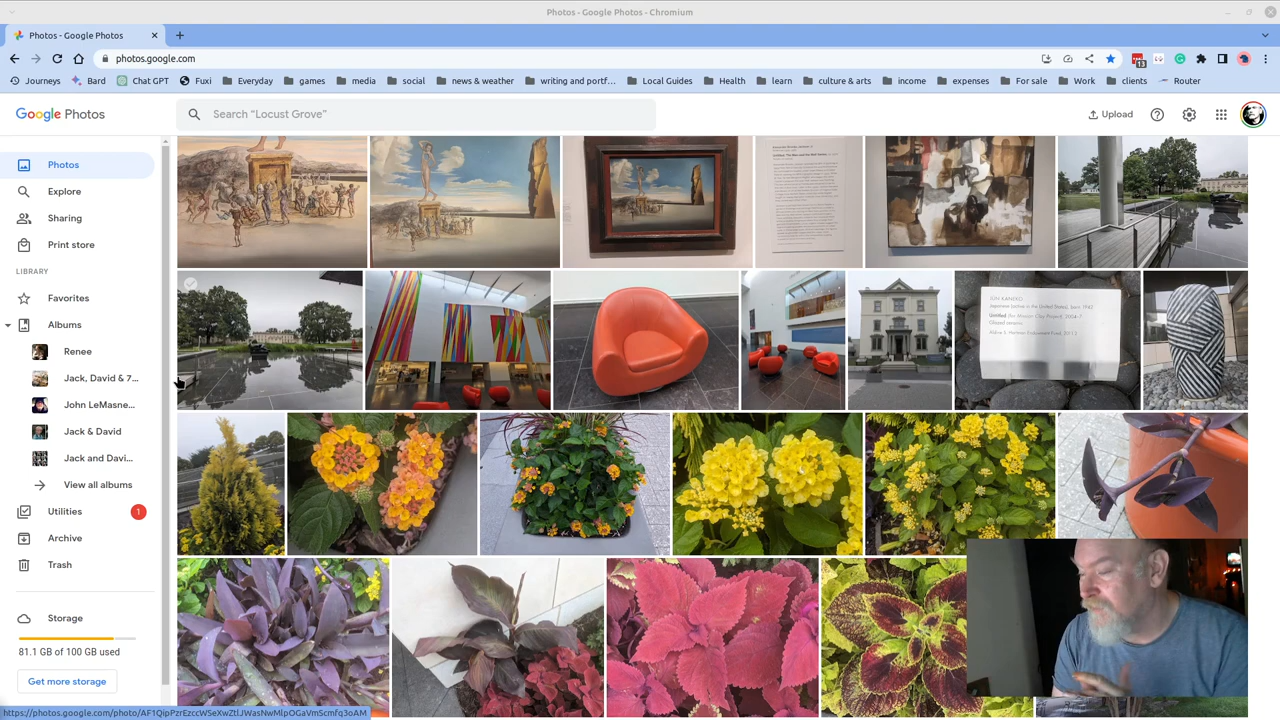 Photos - Google Photos - Chromium
Photos - Google Photos
photos.google.com
13
Journeys
Bard
Chat GPT
Fuxi
Everyday
games
media
social
news & weather
writing and portf...
Local Guides
Health
learn
culture & arts
income
expenses
For sale
Work
clients
Router
Google Photos
Search “Locust Grove”
Upload
Photos
Explore
Sharing
Print store
LIBRARY
Favorites
Albums
Renee
Jack, David & 7...
John LeMasne...
Jack & David
Jack and Davi...
View all albums
Utilities
1
Archive
Trash
Storage
81.1 GB of 100 GB used
Get more storage
JUN KANEKO